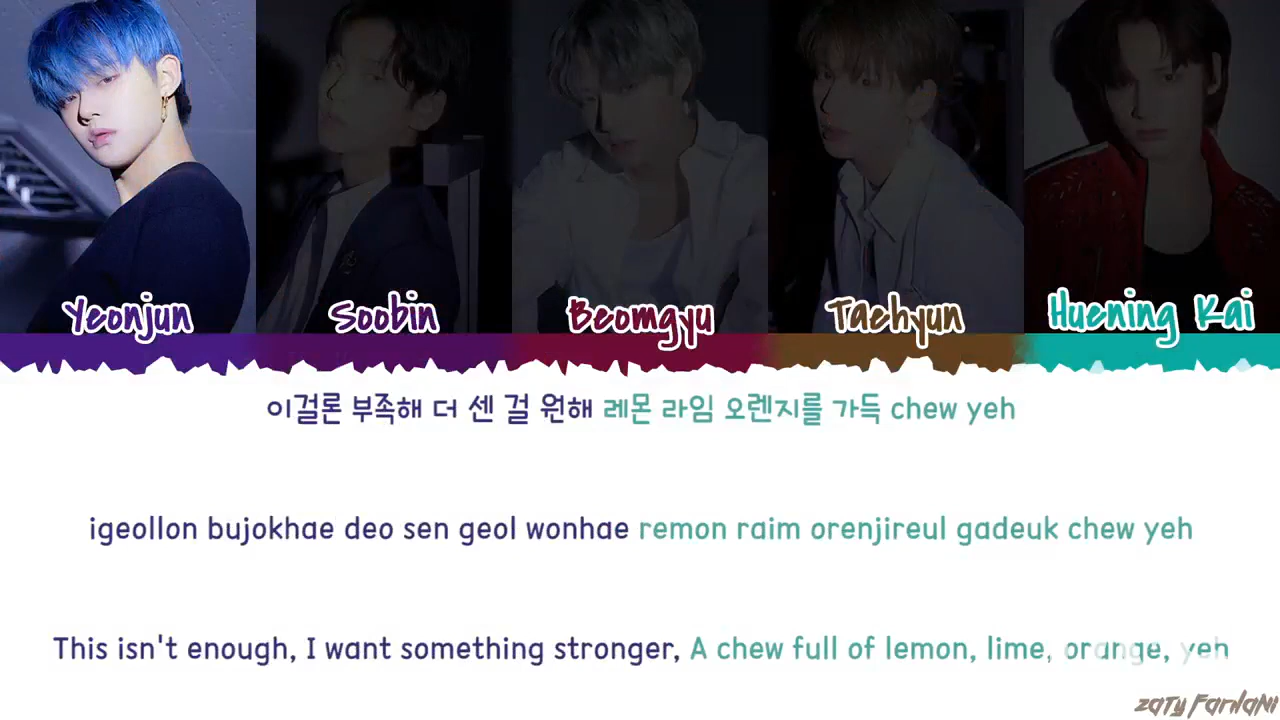 Yeonjun Soobin Beomgyu Taehyun Huening Kai
이걸론 부족해 더 센 걸 원해 레몬 라임 오렌지를 가득 chew yeh
igeollon bujokhae deo sen geol wonhae remon raim orenjireul gadeuk chew yeh
This isn't enough, I want something stronger, A chew full of lemon, lime, orange, yeh
ZATY FARHANI